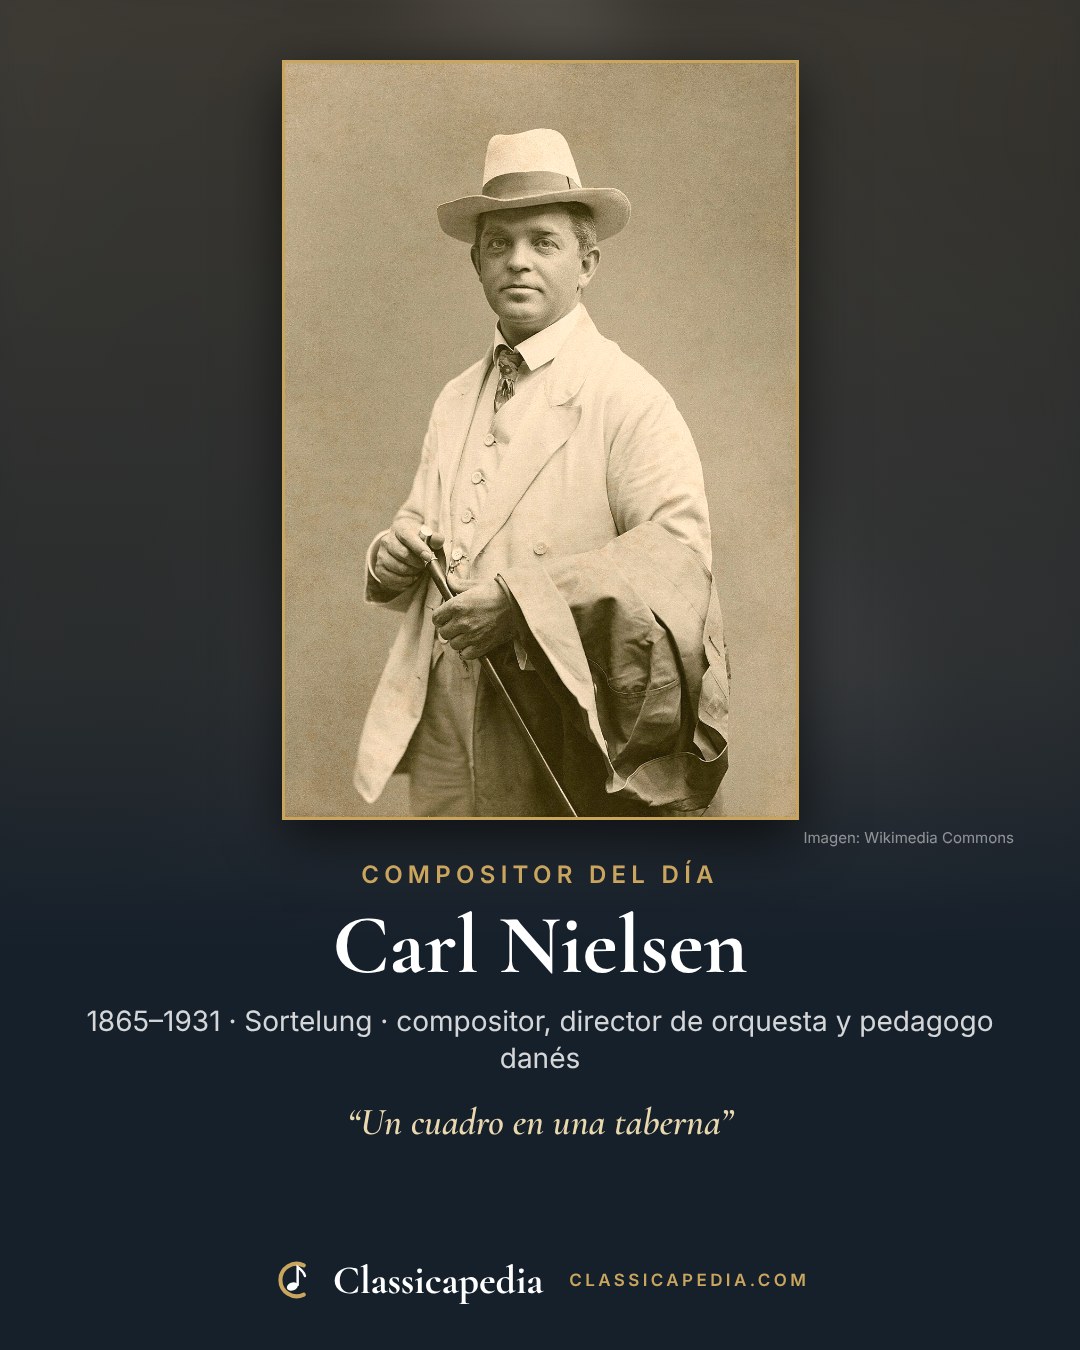 Imagen: Wikimedia Commons
COMPOSITOR DEL DÍA
Carl Nielsen
1865–1931 · Sortelung · compositor, director de orquesta y pedagogo
danés
“Un cuadro en una taberna”
Classicapedia CLASSICAPEDIA.COM